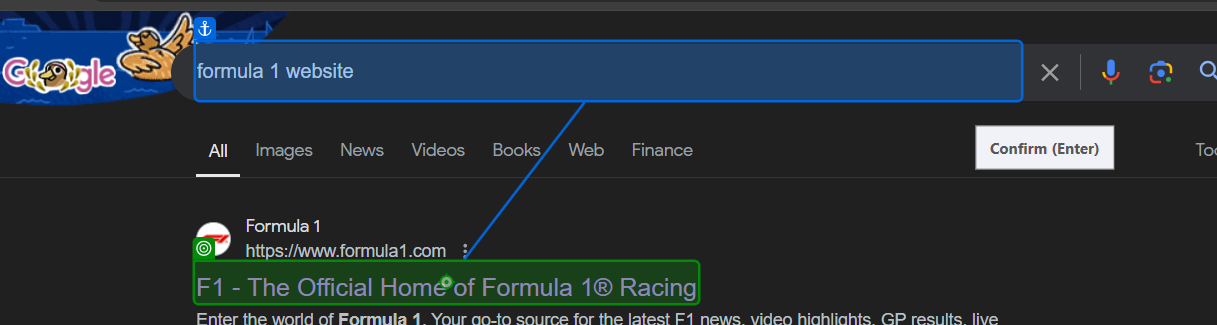 Google
formula 1 website
All Images News Videos Books Web Finance
Confirm (Enter)
Formula 1
https://www.formula1.com
F1 - The Official Home of Formula 1® Racing
Enter the world of Formula 1. Your go-to source for the latest F1 news, video highlights, GP results, live